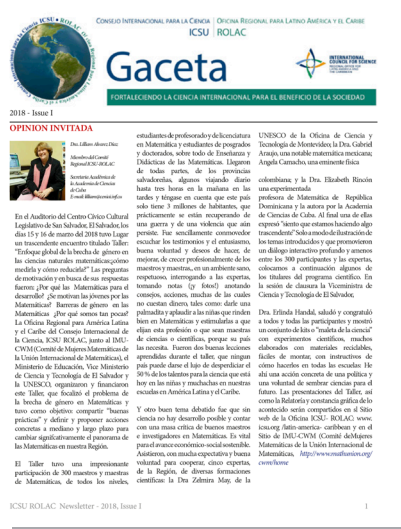 CONSEJO INTERNACIONAL PARA LA CIENCIA | OFICINA REGIONAL PARA LATINO AMÉRICA Y EL CARIBE
ICSU | ROLAC
Gaceta
INTERNATIONAL
COUNCIL FOR SCIENCE
FORTALECIENDO LA CIENCIA INTERNACIONAL PARA EL BENEFICIO DE LA SOCIEDAD
2018 - Issue I
OPINION INVITADA
Dra. Lilliam Alvarez Díaz
Miembro del Comité
Regional ICSU-ROLAC
Secretaria Académica de
la Academia de Ciencias
de Cuba
En el Auditorio del Centro Cívico Cultural
Legislativo de San Salvador, El Salvador, los
días 15 y 16 de marzo del 2018 tuvo Lugar
un trascendente encuentro titulado Taller:
"Enfoque global de la brecha de género en
las ciencias naturales matemáticas:¿cómo
medirla y cómo reducirla?" Las preguntas
de motivación y en busca de sus respuestas
fueron: ¿Por qué las Matemáticas para el
desarrollo? ¿Se motivan las jóvenes por las
Matemáticas? Barreras de género en las
Matemáticas ¿Por qué somos tan pocas?
La Oficina Regional para América Latina
y el Caribe del Consejo Internacional de
la Ciencia, ICSU ROLAC, junto al IMU-
CWM (Comité de Mujeres Matemáticas de
la Unión Internacional de Matemáticas), el
Ministerio de Educación, Vice Ministerio
de Ciencia y Tecnología de El Salvador y
la UNESCO, organizaron y financiaron
este Taller, que focalizó el problema de
la brecha de género en Matemáticas y
tuvo como objetivo: compartir "buenas
prácticas" y definir y proponer acciones
concretas a mediano y largo plazo para
cambiar significativamente el panorama de
las Matemáticas en nuestra Región.
El Taller tuvo una impresionante
participación de 300 maestros y maestras
de Matemáticas, de todos los niveles,
estudiantes de profesorado y de licenciatura
en Matemática y estudiantes de posgrados
y doctorados, sobre todo de Enseñanza y
Didácticas de las Matemáticas. Llegaron
de todas partes, de los provincias
salvadoreñas, algunos viajando diario
hasta tres horas en la mañana en las
tardes y téngase en cuenta que este país
solo tiene 3 millones de habitantes, que
prácticamente se están recuperando de
una guerra y de una violencia que aún
persiste. Fue sencillamente conmovedor
escuchar los testimonios y el entusiasmo,
buena voluntad y deseos de hacer, de
mejorar, de crecer profesionalmente de los
maestros y maestras,, en un ambiente sano,
respetuoso, interrogando a las expertas,
tomando notas (¡y fotos!) anotando
consejos, acciones, muchas de las cuales
no cuestan dinero, tales como: darle una
palmadita y aplaudir a las niñas que rinden
bien en Matemáticas y estimularlas a que
elijan esta profesión o que sean maestras
de ciencias o científicas, porque su país
las necesita. Fueron dos buenas lecciones
aprendidas durante el taller, que ningún
país puede darse el lujo de desperdiciar el
50 % de los talentos para la ciencia que está
hoy en las niñas y muchachas en nuestras
escuelas en América Latina y el Caribe.
Y otro buen tema debatido fue que sin
ciencia no hay desarrollo posible y contar
con una masa crítica de buenos maestros
e investigadores en Matemáticas. Es vital
para el avance económico-social sostenible.
Asistieron, con mucha expectativa y buena
voluntad para cooperar, cinco expertas,
de la Región, de diversas formaciones
científicas: la Dra Zelmira May, de la
UNESCO de la Oficina de Ciencia y
Tecnología de Montevideo; la Dra. Gabriel
Araujo, una notable matemática mexicana;
Angela Camacho, una eminente física
colombiana; y la Dra. Elizabeth Rincón
una experimentada
profesora de Matemática de República
Dominicana y la autora por la Academia
de Ciencias de Cuba. Al final una de ellas
expresó "siento que estamos haciendo algo
trascendente" Solo a modo de ilustración de
los temas introducidos y que promovieron
un diálogo interactivo profundo y amenos
entre los 300 participantes y las expertas,
colocamos a continuación algunos de
los títulos del programa científico. En
la sesión de clausura la Viceministra de
Ciencia y Tecnología de El Salvador,
Dra. Erlinda Handal, saludó y congratuló
a todos y todas las participantes y mostró
un conjunto de kits o "maleta de la ciencia"
con experimentos científicos, muchos
elaborados con materiales reciclables,
fáciles de montar, con instructivos de
cómo hacerlos en todas las escuelas: He
ahí una acción concreta de una política y
una voluntad de sembrar ciencias para el
futuro. Las presentaciones del Taller, así
como la Relatoría y constancia gráfica de lo
acontecido serán compartidos en el Sitio
web de la Oficina ICSU- ROLAC www.
icsu.org /latin-america- caribbean y en el
Sitio de IMU-CWM (Comité deMujeres
Matemáticas de la Unión Internacional de
Matemáticas, http://www.mathunion.org/
cwm/home
ICSU ROLAC Newsletter - 2018, Issue I 1